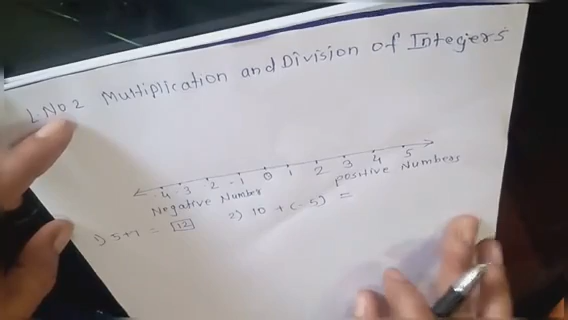 L.No 2 Multiplication and Division of Integers
-4 -3 -2 -1 0 1 2 3 4 5
Negative Number positive Numbers
1) 5+7 = 12 2) 10 + (-5) =